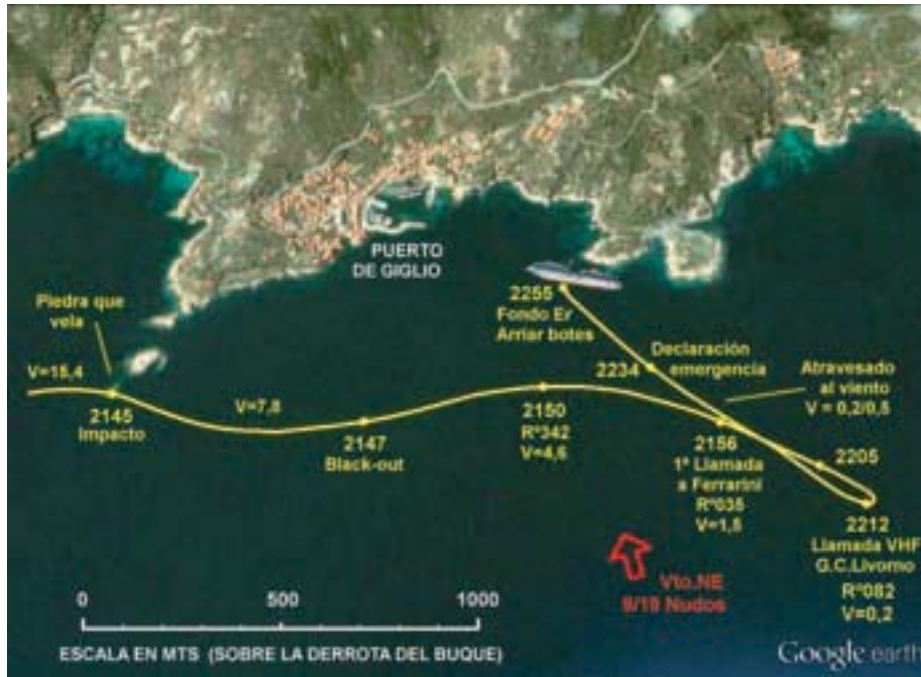 PUERTO
DE GIGLIO
Piedra que
vela
V=15,4
2145
Impacto
V=7,8
2147
Black-out
2150
Rº342
V=4,6
2255
Fondo Er
Arriar botes
2234
Declaración
emergencia
Atravesado
al viento
V = 0,2/0,5
2156
1ª Llamada
a Ferrarini
Rº035
V=1,5
2205
2212
Llamada VHF
G.C.Livorno
Rº082
V=0,2
Vto.NE
Nudos
0 500 1000
ESCALA EN MTS (SOBRE LA DERROTA DEL BUQUE)
Google earth